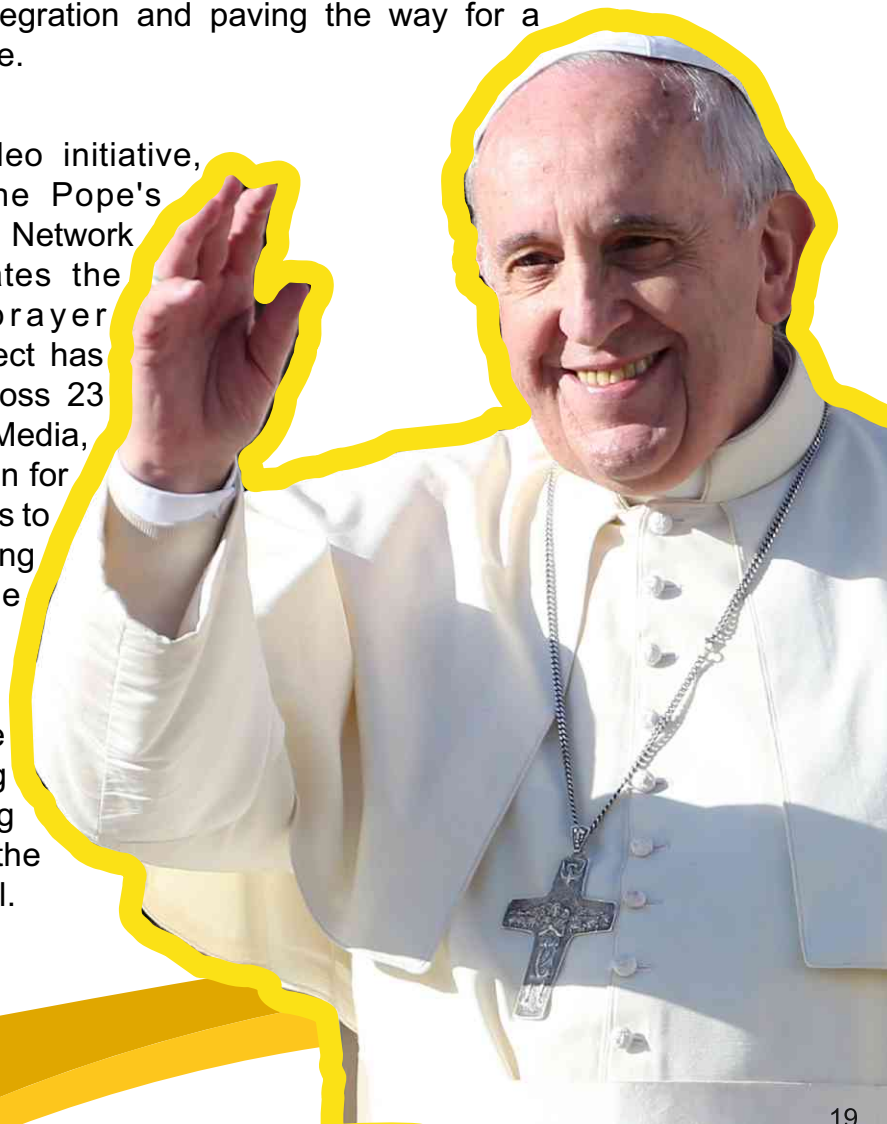 egration and paving the way for a
e.
leo initiative,
he Pope's
Network
ates the
prayer
ect has
oss 23
Media,
n for
s to
ng
e
e
g
g
the
l.
19